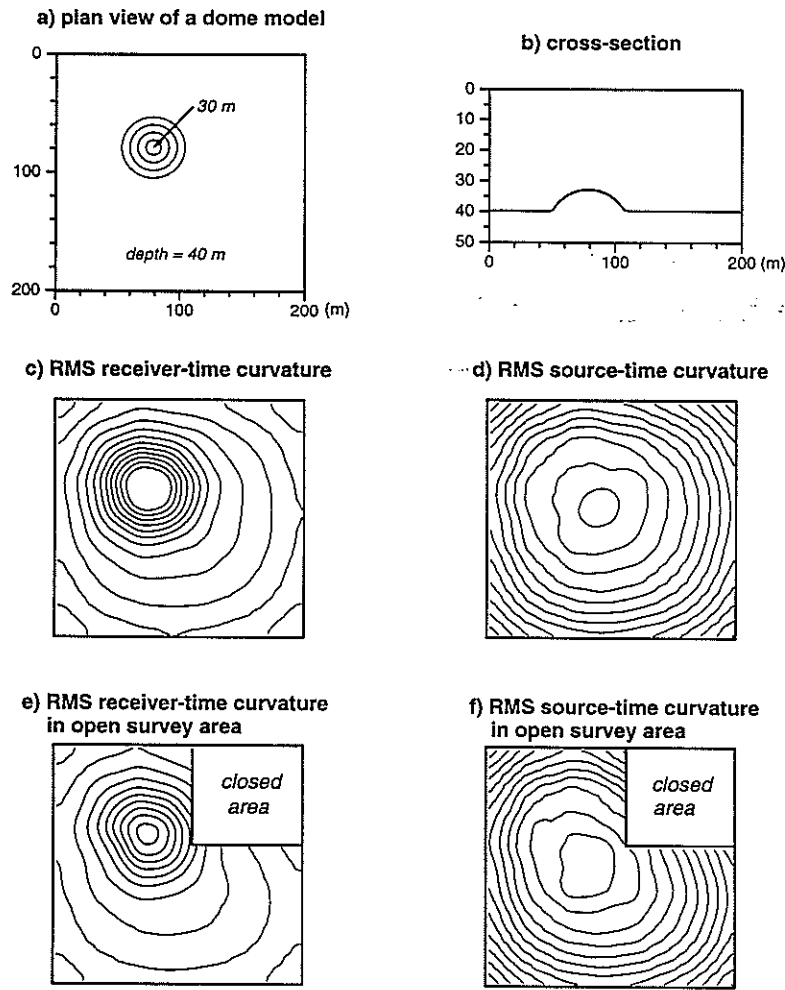 a) plan view of a dome model
0
100
200
0
100
200 (m)
30 m
depth = 40 m
b) cross-section
0
10
20
30
40
50
0
100
200 (m)
c) RMS receiver-time curvature
d) RMS source-time curvature
e) RMS receiver-time curvature
in open survey area
closed
area
f) RMS source-time curvature
in open survey area
closed
area